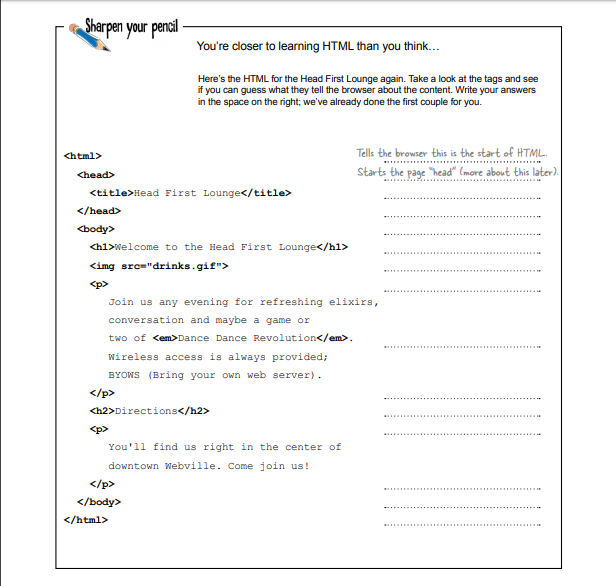 Sharpen your pencil
You're closer to learning HTML than you think…
Here's the HTML for the Head First Lounge again. Take a look at the tags and see
if you can guess what they tell the browser about the content. Write your answers
in the space on the right; we've already done the first couple for you.
<html> Tells the browser this is the start of HTML.
<head> Starts the page "head" (more about this later).
<title>Head First Lounge</title>
</head>
<body>
<h1>Welcome to the Head First Lounge</h1>
<img src="drinks.gif">
<p>
Join us any evening for refreshing elixirs,
conversation and maybe a game or
two of <em>Dance Dance Revolution</em>.
Wireless access is always provided;
BYOWS (Bring your own web server).
</p>
<h2>Directions</h2>
<p>
You'll find us right in the center of
downtown Webville. Come join us!
</p>
</body>
</html>